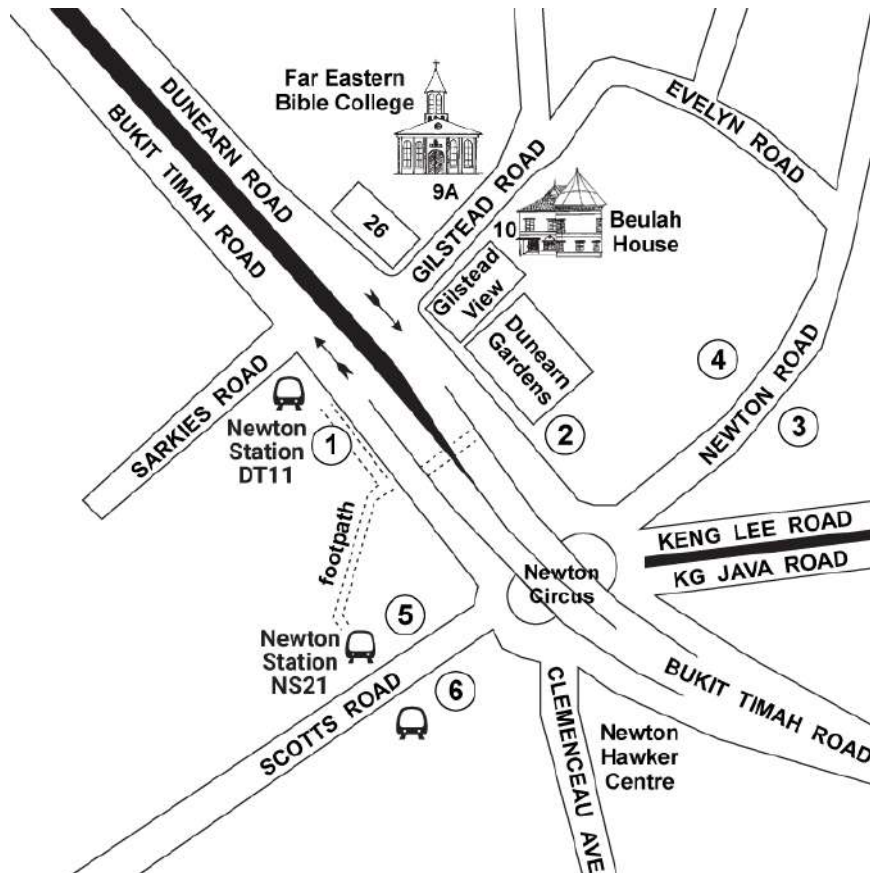 Far Eastern
Bible College
9A
DUNEARN ROAD
BUKIT TIMAH ROAD
EVELYN ROAD
GILSTEAD ROAD
26
10
Beulah
House
Gilstead
View
Dunearn
Gardens
4
NEWTON ROAD
3
2
SARKIES ROAD
Newton
Station
DT11
1
footpath
KENG LEE ROAD
KG JAVA ROAD
Newton
Circus
5
Newton
Station
NS21
6
SCOTTS ROAD
CLEMENCEAU AVE
BUKIT TIMAH ROAD
Newton
Hawker
Centre